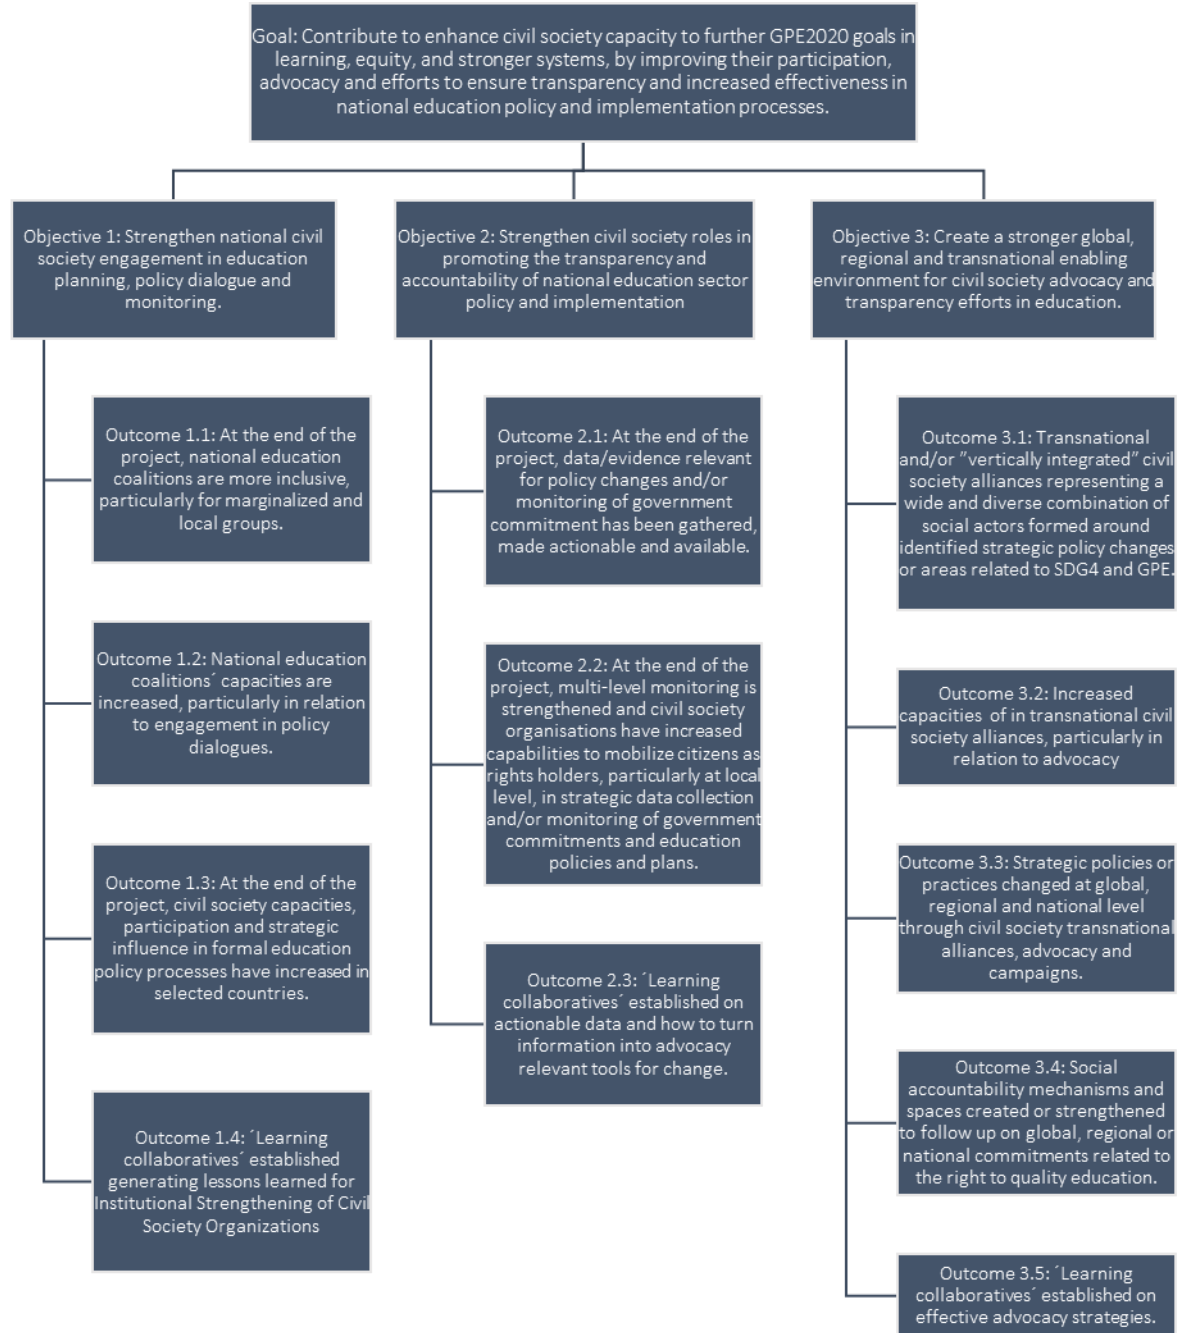 Goal: Contribute to enhance civil society capacity to further GPE2020 goals in
learning, equity, and stronger systems, by improving their participation,
advocacy and efforts to ensure transparency and increased effectiveness in
national education policy and implementation processes.
Objective 1: Strengthen national civil
society engagement in education
planning, policy dialogue and
monitoring.
Outcome 1.1: At the end of the
project, national education
coalitions are more inclusive,
particularly for marginalized and
local groups.
Outcome 1.2: National education
coalitions´ capacities are
increased, particularly in relation
to engagement in policy
dialogues.
Outcome 1.3: At the end of the
project, civil society capacities,
participation and strategic
influence in formal education
policy processes have increased in
selected countries.
Outcome 1.4: ´Learning
collaboratives´ established
generating lessons learned for
Institutional Strengthening of Civil
Society Organizations
Objective 2: Strengthen civil society roles in
promoting the transparency and
accountability of national education sector
policy and implementation
Outcome 2.1: At the end of the
project, data/evidence relevant
for policy changes and/or
monitoring of government
commitment has been gathered,
made actionable and available.
Outcome 2.2: At the end of the
project, multi-level monitoring is
strengthened and civil society
organisations have increased
capabilities to mobilize citizens as
rights holders, particularly at local
level, in strategic data collection
and/or monitoring of government
commitments and education
policies and plans.
Outcome 2.3: ´Learning
collaboratives´ established on
actionable data and how to turn
information into advocacy
relevant tools for change.
Objective 3: Create a stronger global,
regional and transnational enabling
environment for civil society advocacy and
transparency efforts in education.
Outcome 3.1: Transnational
and/or ”vertically integrated” civil
society alliances representing a
wide and diverse combination of
social actors formed around
identified strategic policy changes
or areas related to SDG4 and GPE.
Outcome 3.2: Increased
capacities of in transnational civil
society alliances, particularly in
relation to advocacy
Outcome 3.3: Strategic policies or
practices changed at global,
regional and national level
through civil society transnational
alliances, advocacy and
campaigns.
Outcome 3.4: Social
accountability mechanisms and
spaces created or strengthened
to follow up on global, regional or
national commitments related to
the right to quality education.
Outcome 3.5: ´Learning
collaboratives´ established on
effective advocacy strategies.